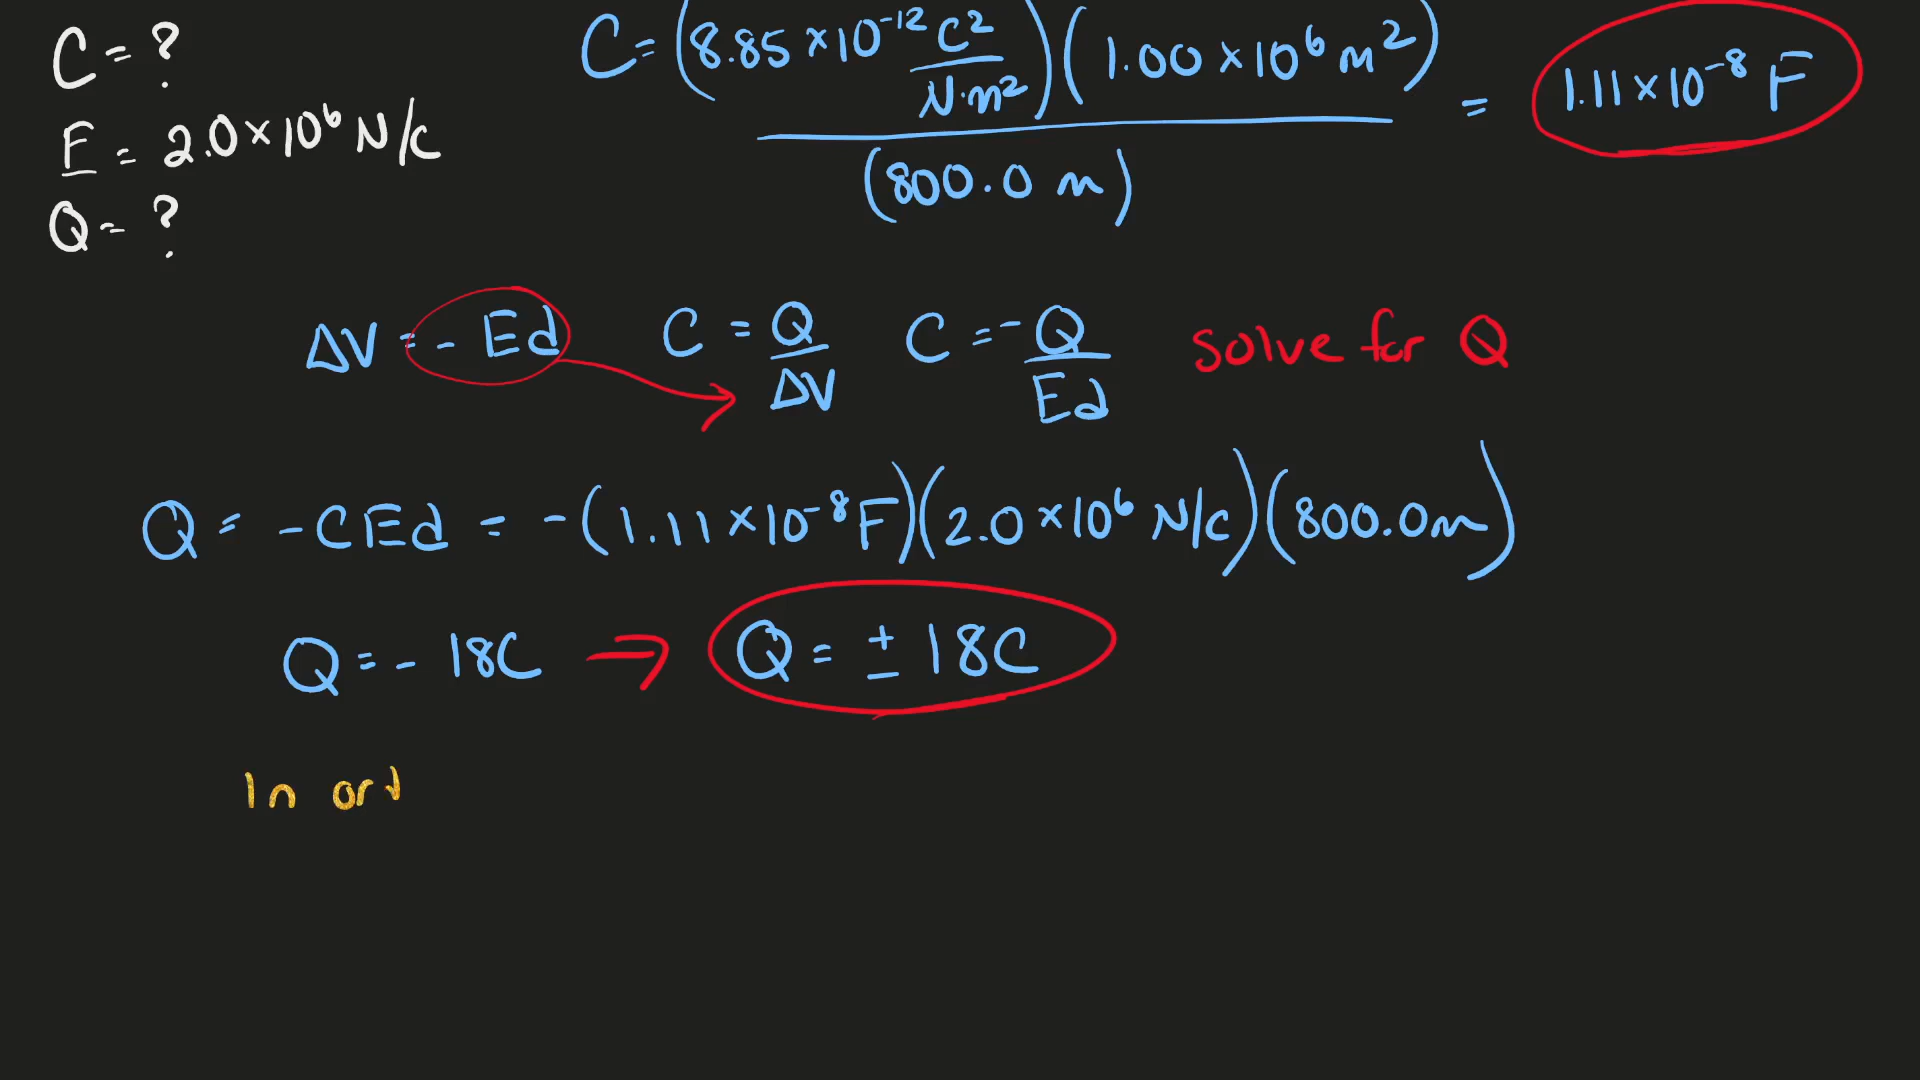 C = ?
E = 2.0 × 10⁶ N/C
Q = ?
C = (8.85 × 10⁻¹² C²/N·m²)(1.00 × 10⁶ m²) / (800.0 m) = 1.11 × 10⁻⁸ F
ΔV = - Ed   C = Q/ΔV   C = - Q/Ed   solve for Q
Q = - CEd = - (1.11 × 10⁻⁸ F)(2.0 × 10⁶ N/C)(800.0 m)
Q = - 18C → Q = ± 18C
In ord